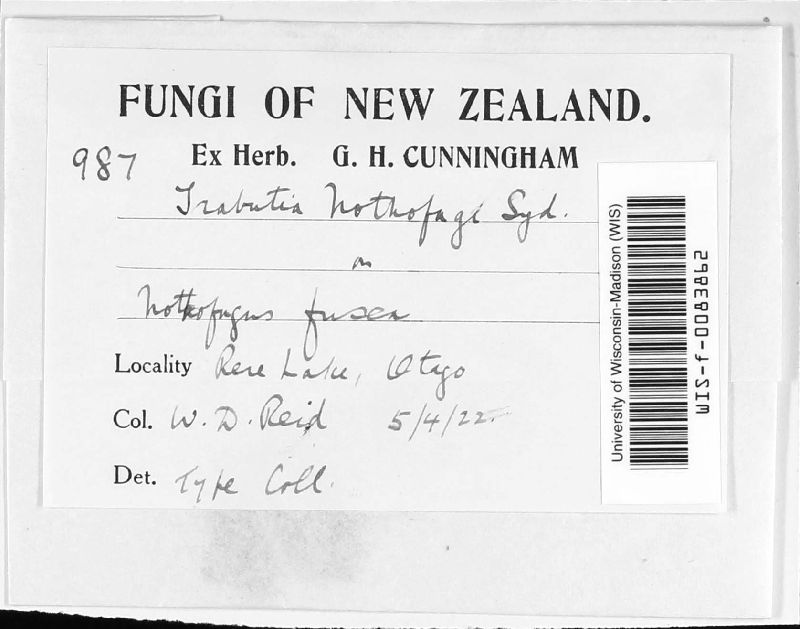 FUNGI OF NEW ZEALAND.
987 Ex Herb. G. H. CUNNINGHAM
Trabutia Nothofagi Syd.
on
Nothofagus fusca
Locality Rere Lake, Otago
Col. W. D. Reid 5/4/22
Det. Type Coll.
University of Wisconsin-Madison (WIS)
WIS-f-0083862